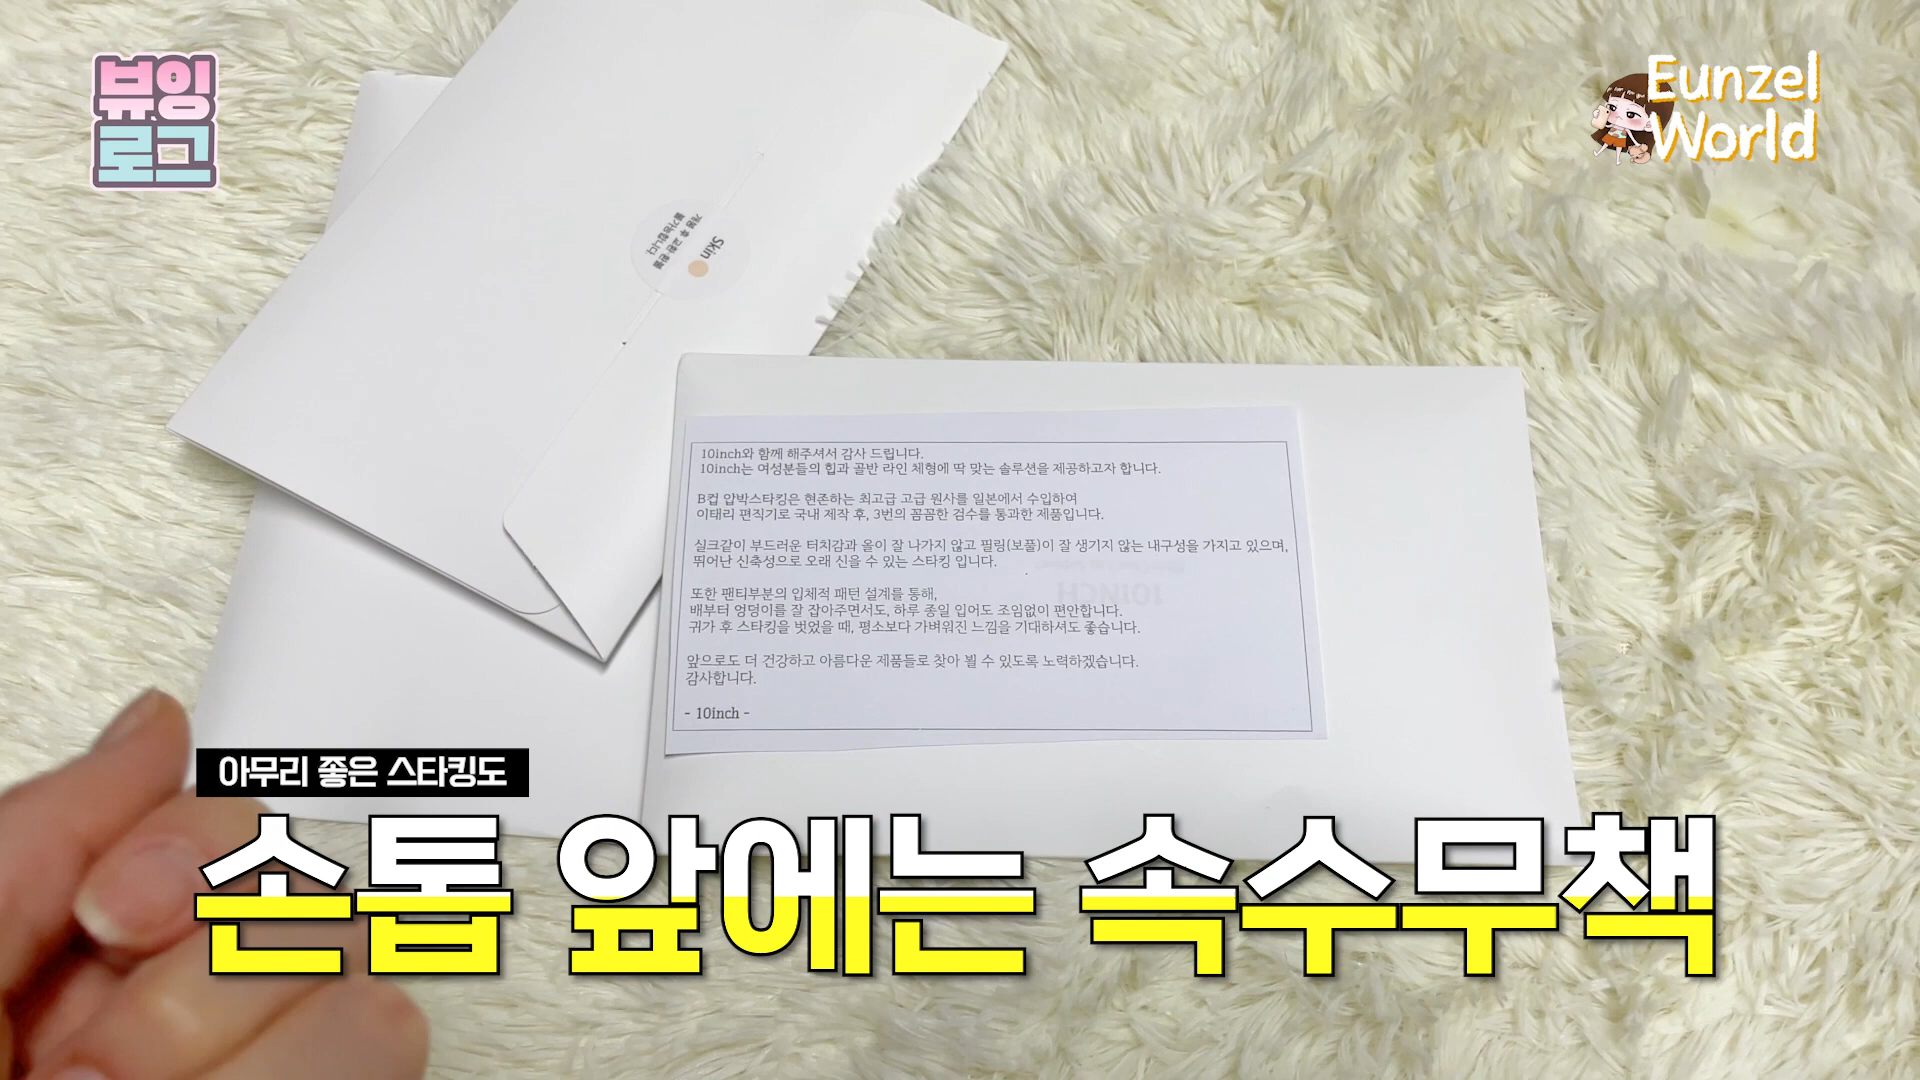 뷰잉
로그
Eunzel
World
Skin
개봉 후 교환·환불
불가능합니다.
10inch와 함께 해주셔서 감사 드립니다.
10inch는 여성분들의 힙과 골반 라인 체형에 딱 맞는 솔루션을 제공하고자 합니다.
B컵 압박스타킹은 현존하는 최고급 고급 원사를 일본에서 수입하여
이태리 편직기로 국내 제작 후, 3번의 꼼꼼한 검수를 통과한 제품입니다.
실크같이 부드러운 터치감과 올이 잘 나가지 않고 필링(보풀)이 잘 생기지 않는 내구성을 가지고 있으며,
뛰어난 신축성으로 오래 신을 수 있는 스타킹 입니다.
또한 팬티부분의 입체적 패턴 설계를 통해,
배부터 엉덩이를 잘 잡아주면서도, 하루 종일 입어도 조임없이 편안합니다.
귀가 후 스타킹을 벗었을 때, 평소보다 가벼워진 느낌을 기대하셔도 좋습니다.
앞으로도 더 건강하고 아름다운 제품들로 찾아 뵐 수 있도록 노력하겠습니다.
감사합니다.
- 10inch -
아무리 좋은 스타킹도
손톱 앞에는 속수무책